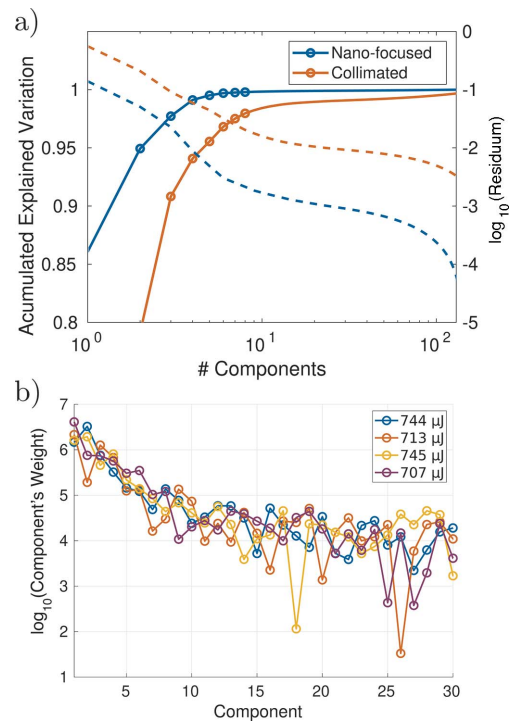 a)
Nano-focused
Collimated
Acumulated Explained Variation
1
0.95
0.9
0.85
0.8
0
-1
-2
-3
-4
-5
log10(Residuum)
10^0
10^1
10^2
# Components
b)
744 μJ
713 μJ
745 μJ
707 μJ
log10(Component's Weight)
7
6
5
4
3
2
1
5
10
15
20
25
30
Component